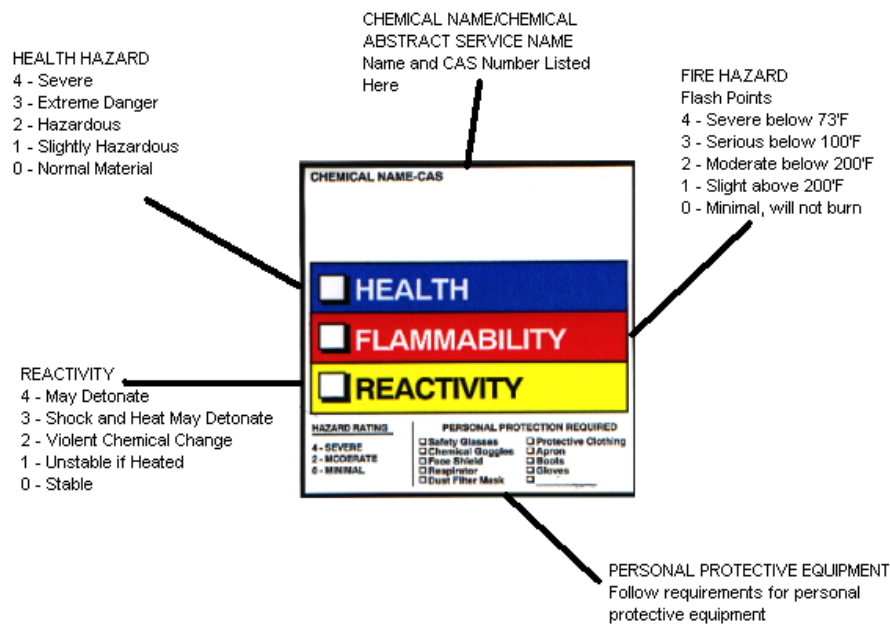 CHEMICAL NAME/CHEMICAL
ABSTRACT SERVICE NAME
Name and CAS Number Listed
Here
HEALTH HAZARD
4 - Severe
3 - Extreme Danger
2 - Hazardous
1 - Slightly Hazardous
0 - Normal Material
FIRE HAZARD
Flash Points
4 - Severe below 73'F
3 - Serious below 100'F
2 - Moderate below 200'F
1 - Slight above 200'F
0 - Minimal, will not burn
CHEMICAL NAME-CAS
HEALTH
FLAMMABILITY
REACTIVITY
HAZARD RATING
4 - SEVERE
2 - MODERATE
0 - MINIMAL
PERSONAL PROTECTION REQUIRED
Safety Glasses
Chemical Goggles
Face Shield
Respirator
Dust Filter Mask
Protective Clothing
Apron
Boots
Gloves
REACTIVITY
4 - May Detonate
3 - Shock and Heat May Detonate
2 - Violent Chemical Change
1 - Unstable if Heated
0 - Stable
PERSONAL PROTECTIVE EQUIPMENT
Follow requirements for personal
protective equipment